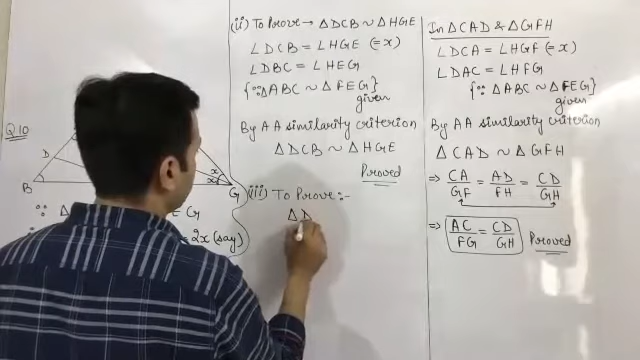 Q10
D
B
G
x
x
∵ Δ
EG
= 2x (say)
(ii) To Prove → ΔDCB ~ ΔHGE
∠DCB = ∠HGE (=x)
∠DBC = ∠HEG
{∵ ΔABC ~ ΔFEG}
given
By AA similarity criterion
ΔDCB ~ ΔHGE
Proved
(iii) To Prove:-
ΔD
In ΔCAD & ΔGFH
∠DCA = ∠HGF (=x)
∠DAC = ∠HFG
{∵ ΔABC ~ ΔFEG}
given
By AA similarity criterion
ΔCAD ~ ΔGFH
⇒ CA/GF = AD/FH = CD/GH
⇒ AC/FG = CD/GH Proved